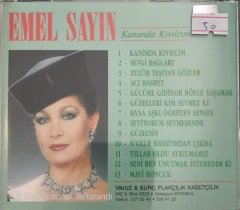 EMEL SAYIN
Kanımda Kıvılcım
50
1 - KANIMDA KIVILCIM
2 - SEVGİ BAĞLARI
3 - ZULÜM TAŞIYAN GÖZLER
4 - ACI HASRET
5 - GÜCÜME GİDİYOR BÖYLE YAŞAMAK
6 - GÜZELLERİ KİM SEVMEZ Kİ
7 - BANA AŞKI ÖĞRETEN SENSİN
8 - SEVİYORUM SEVMESENDE
9 - GÜZELSİN
10 - N'OLUR HAYATIMDAN ÇIKMA
11 - YILLAR OLDU AYRILMAMIZ
12 - SENİ BEN UNUTMAK İSTEMEDİM Kİ
13 - MAVİ BONCUK
YAVUZ & BURÇ PLAKÇILIK KASETÇİLİK